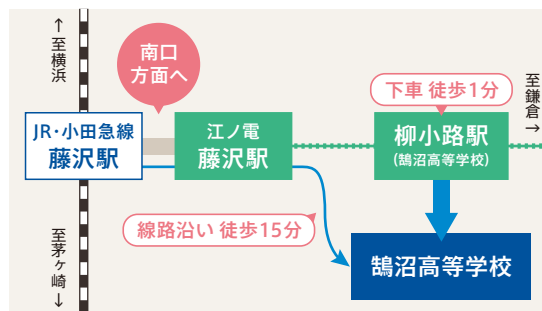 ↑至横浜
南口
方面へ
下車 徒歩1分
至鎌倉→
JR・小田急線
藤沢駅
江ノ電
藤沢駅
柳小路駅
(鵠沼高等学校)
線路沿い 徒歩15分
至茅ヶ崎↓
鵠沼高等学校